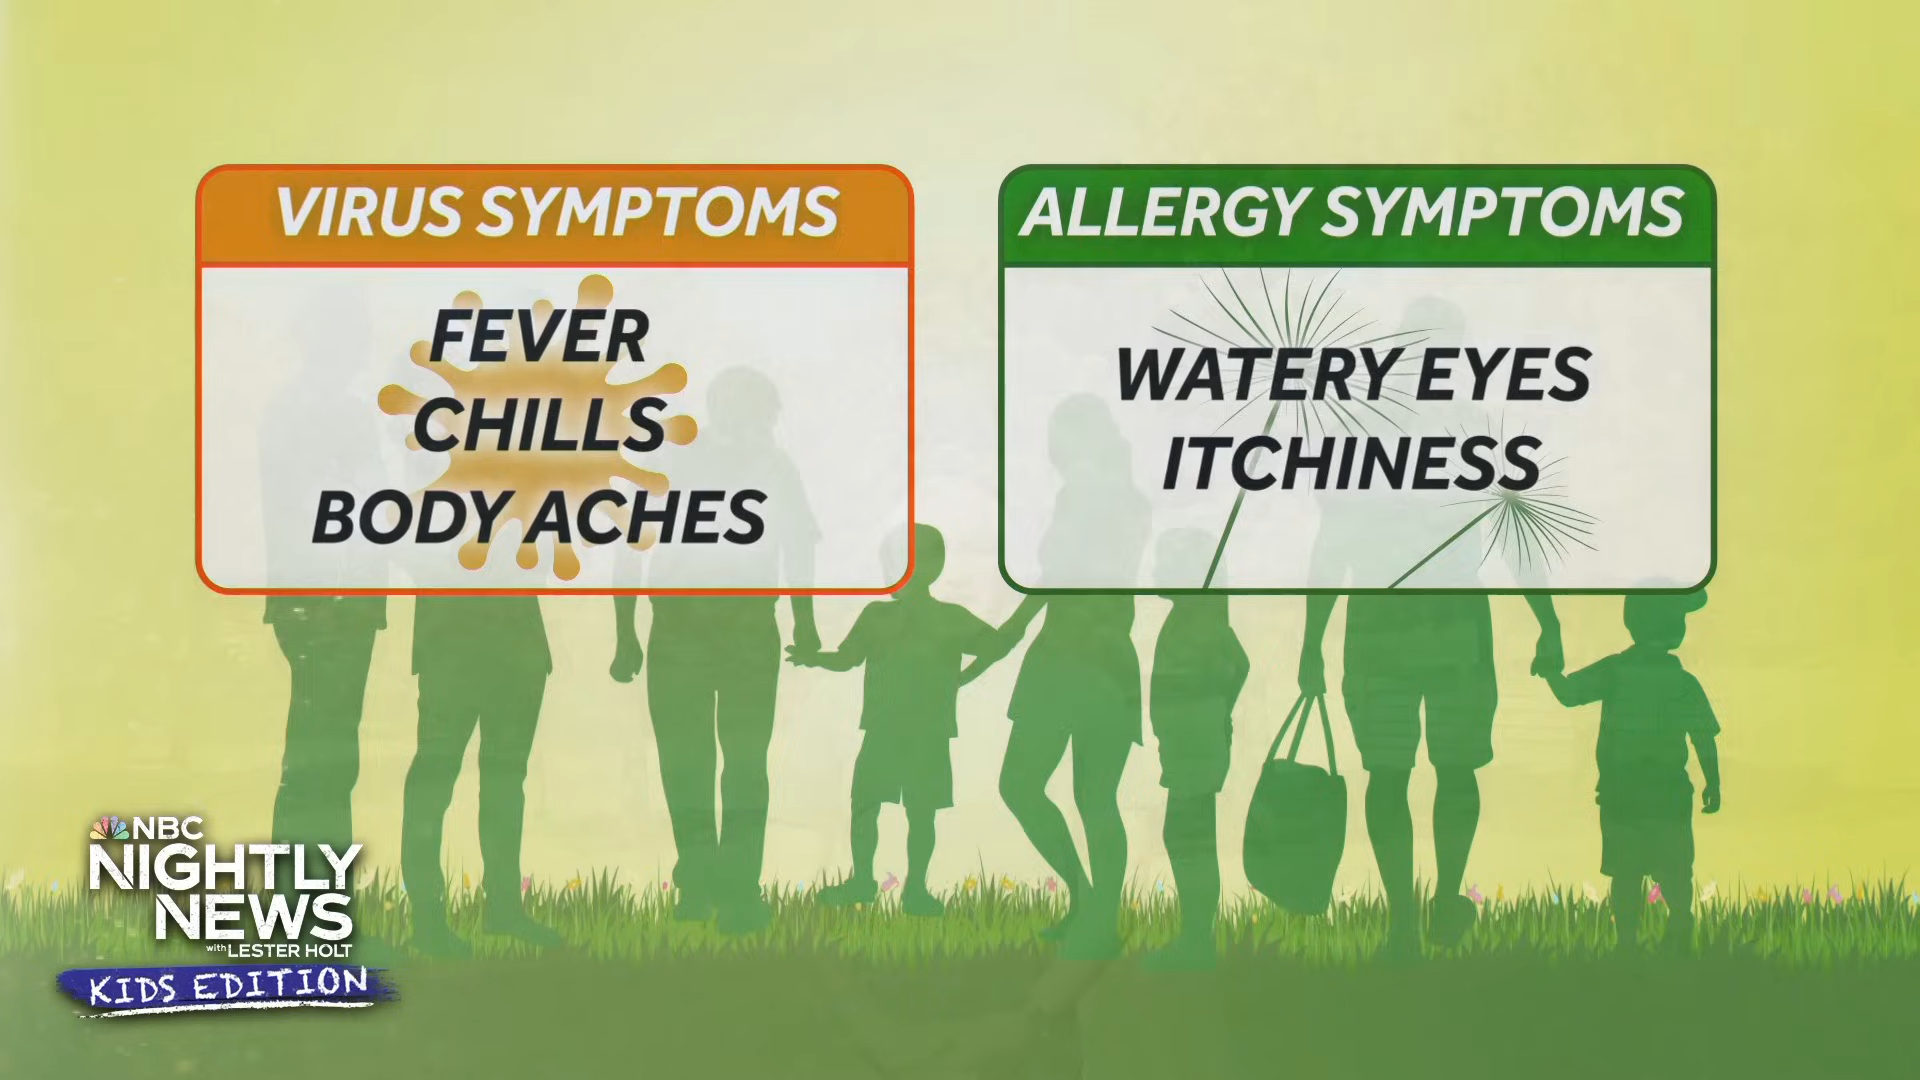 VIRUS SYMPTOMS
FEVER
CHILLS
BODY ACHES
ALLERGY SYMPTOMS
WATERY EYES
ITCHINESS
NBC
NIGHTLY
NEWS
with LESTER HOLT
KIDS EDITION